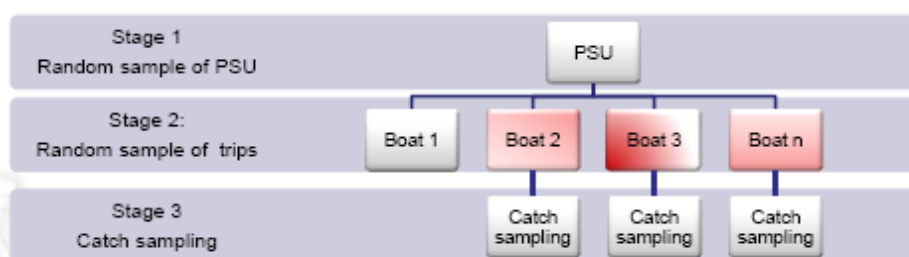 Stage 1
Random sample of PSU
PSU
Stage 2:
Random sample of trips
Boat 1
Boat 2
Boat 3
Boat n
Stage 3
Catch sampling
Catch
sampling
Catch
sampling
Catch
sampling